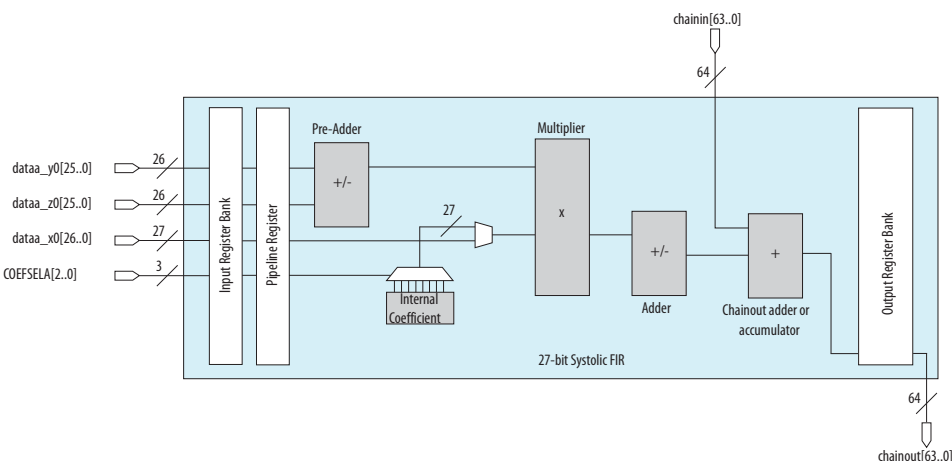 chainin[63..0]
64
Pre-Adder
Multiplier
dataa_y0[25..0]
26
+/-
dataa_z0[25..0]
26
dataa_x0[26..0]
27
27
x
COEFSELA[2..0]
3
Input Register Bank
Pipeline Register
Internal
Coefficient
+/-
Adder
+
Chainout adder or
accumulator
Output Register Bank
27-bit Systolic FIR
64
chainout[63..0]